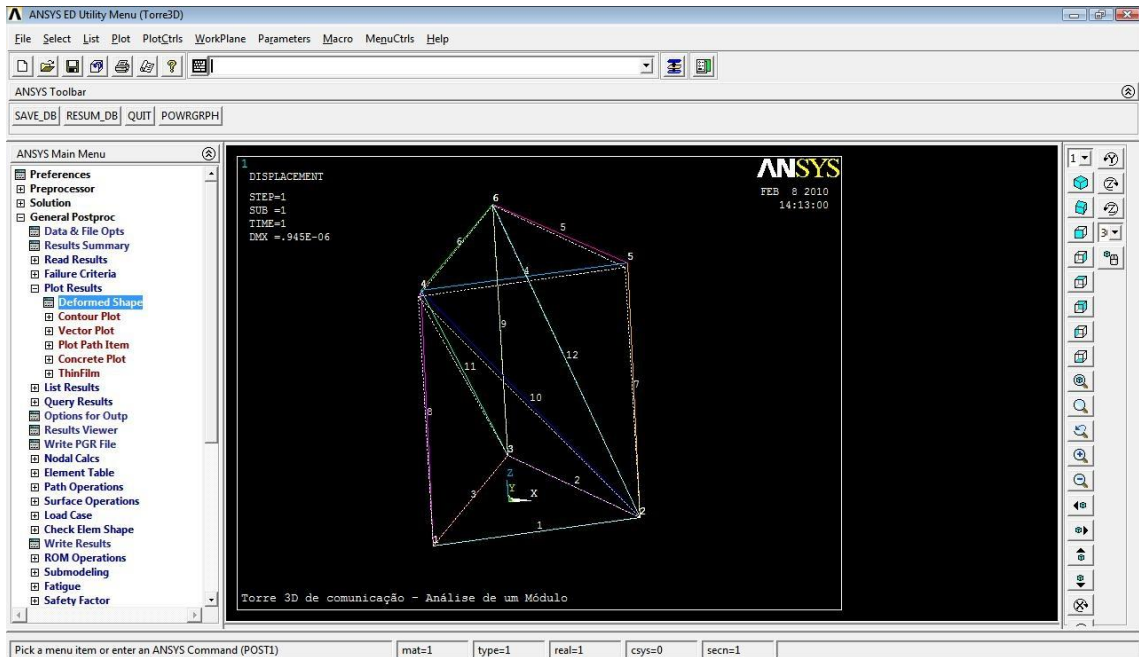 ANSYS ED Utility Menu (Torre3D)
File Select List Plot PlotCtrls WorkPlane Parameters Macro MenuCtrls Help
ANSYS Toolbar
SAVE_DB RESUM_DB QUIT POWRGRPH
ANSYS Main Menu
Preferences
Preprocessor
Solution
General Postproc
Data & File Opts
Results Summary
Read Results
Failure Criteria
Plot Results
Deformed Shape
Contour Plot
Vector Plot
Plot Path Item
Concrete Plot
ThinFilm
List Results
Query Results
Options for Outp
Results Viewer
Write PGR File
Nodal Calcs
Element Table
Path Operations
Surface Operations
Load Case
Check Elem Shape
Write Results
ROM Operations
Submodeling
Fatigue
Safety Factor
1
DISPLACEMENT
STEP=1
SUB =1
TIME=1
DMX =.945E-06
ANSYS
FEB 8 2010
14:13:00
6
5
6
5
4
4
9
12
11
7
10
8
3
Z
Y
X
2
3
2
1
1
Torre 3D de comunicação - Análise de um Módulo
1
Y
Z
Z
Pick a menu item or enter an ANSYS Command (POST1)
mat=1
type=1
real=1
csys=0
secn=1